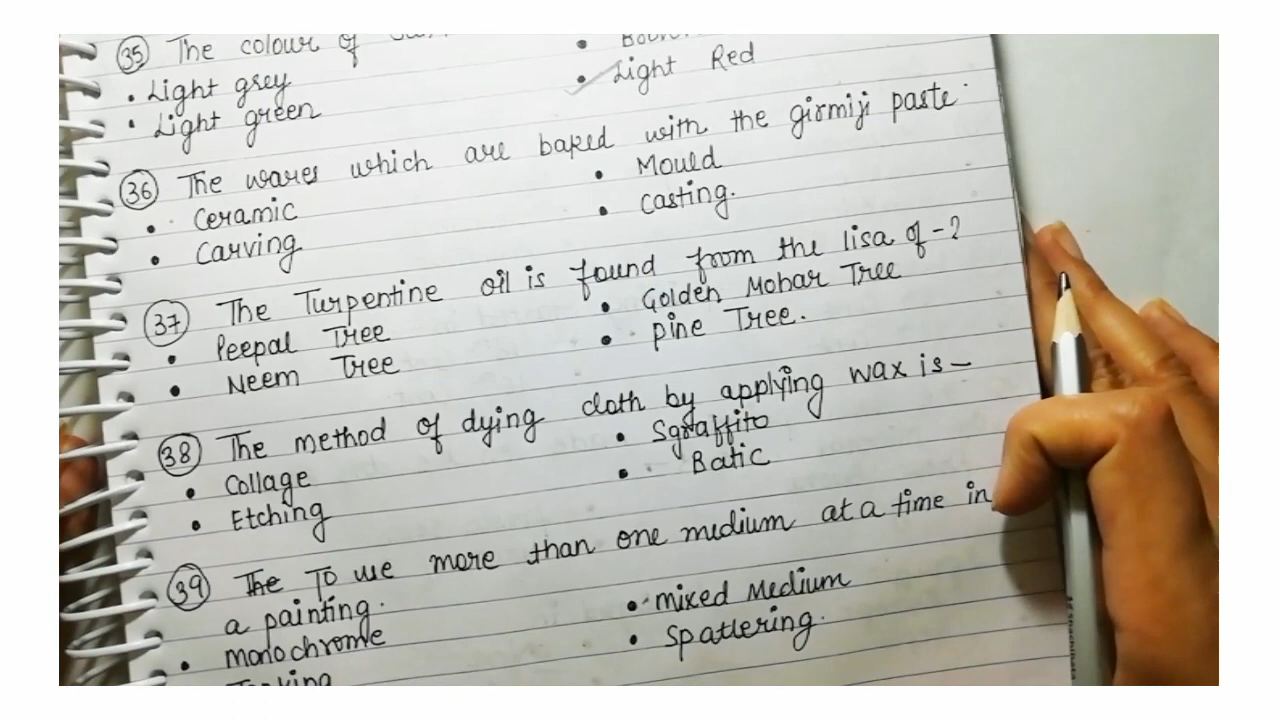 35 The colour of
• Light grey
• Light Red
• Light green
36 The wares which are baked with the girmiji paste.
• Ceramic • Mould
• Carving • Casting.
37 The Turpentine oil is found from the lisa of-?
• Peepal Tree • Golden Mohar Tree
• Neem Tree • pine Tree.
38 The method of dying cloth by applying wax is-
• Collage • Sgraffito
• Etching • Batic
39 The To use more than one medium at a time in
a painting.
• Monochrome • mixed Medium
• Spattering.